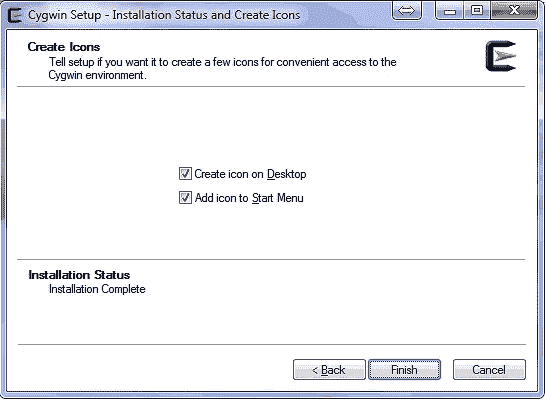 Cygwin Setup - Installation Status and Create Icons
Create Icons
Tell setup if you want it to create a few icons for convenient access to the
Cygwin environment.
Create icon on Desktop
Add icon to Start Menu
Installation Status
Installation Complete
< Back
Finish
Cancel